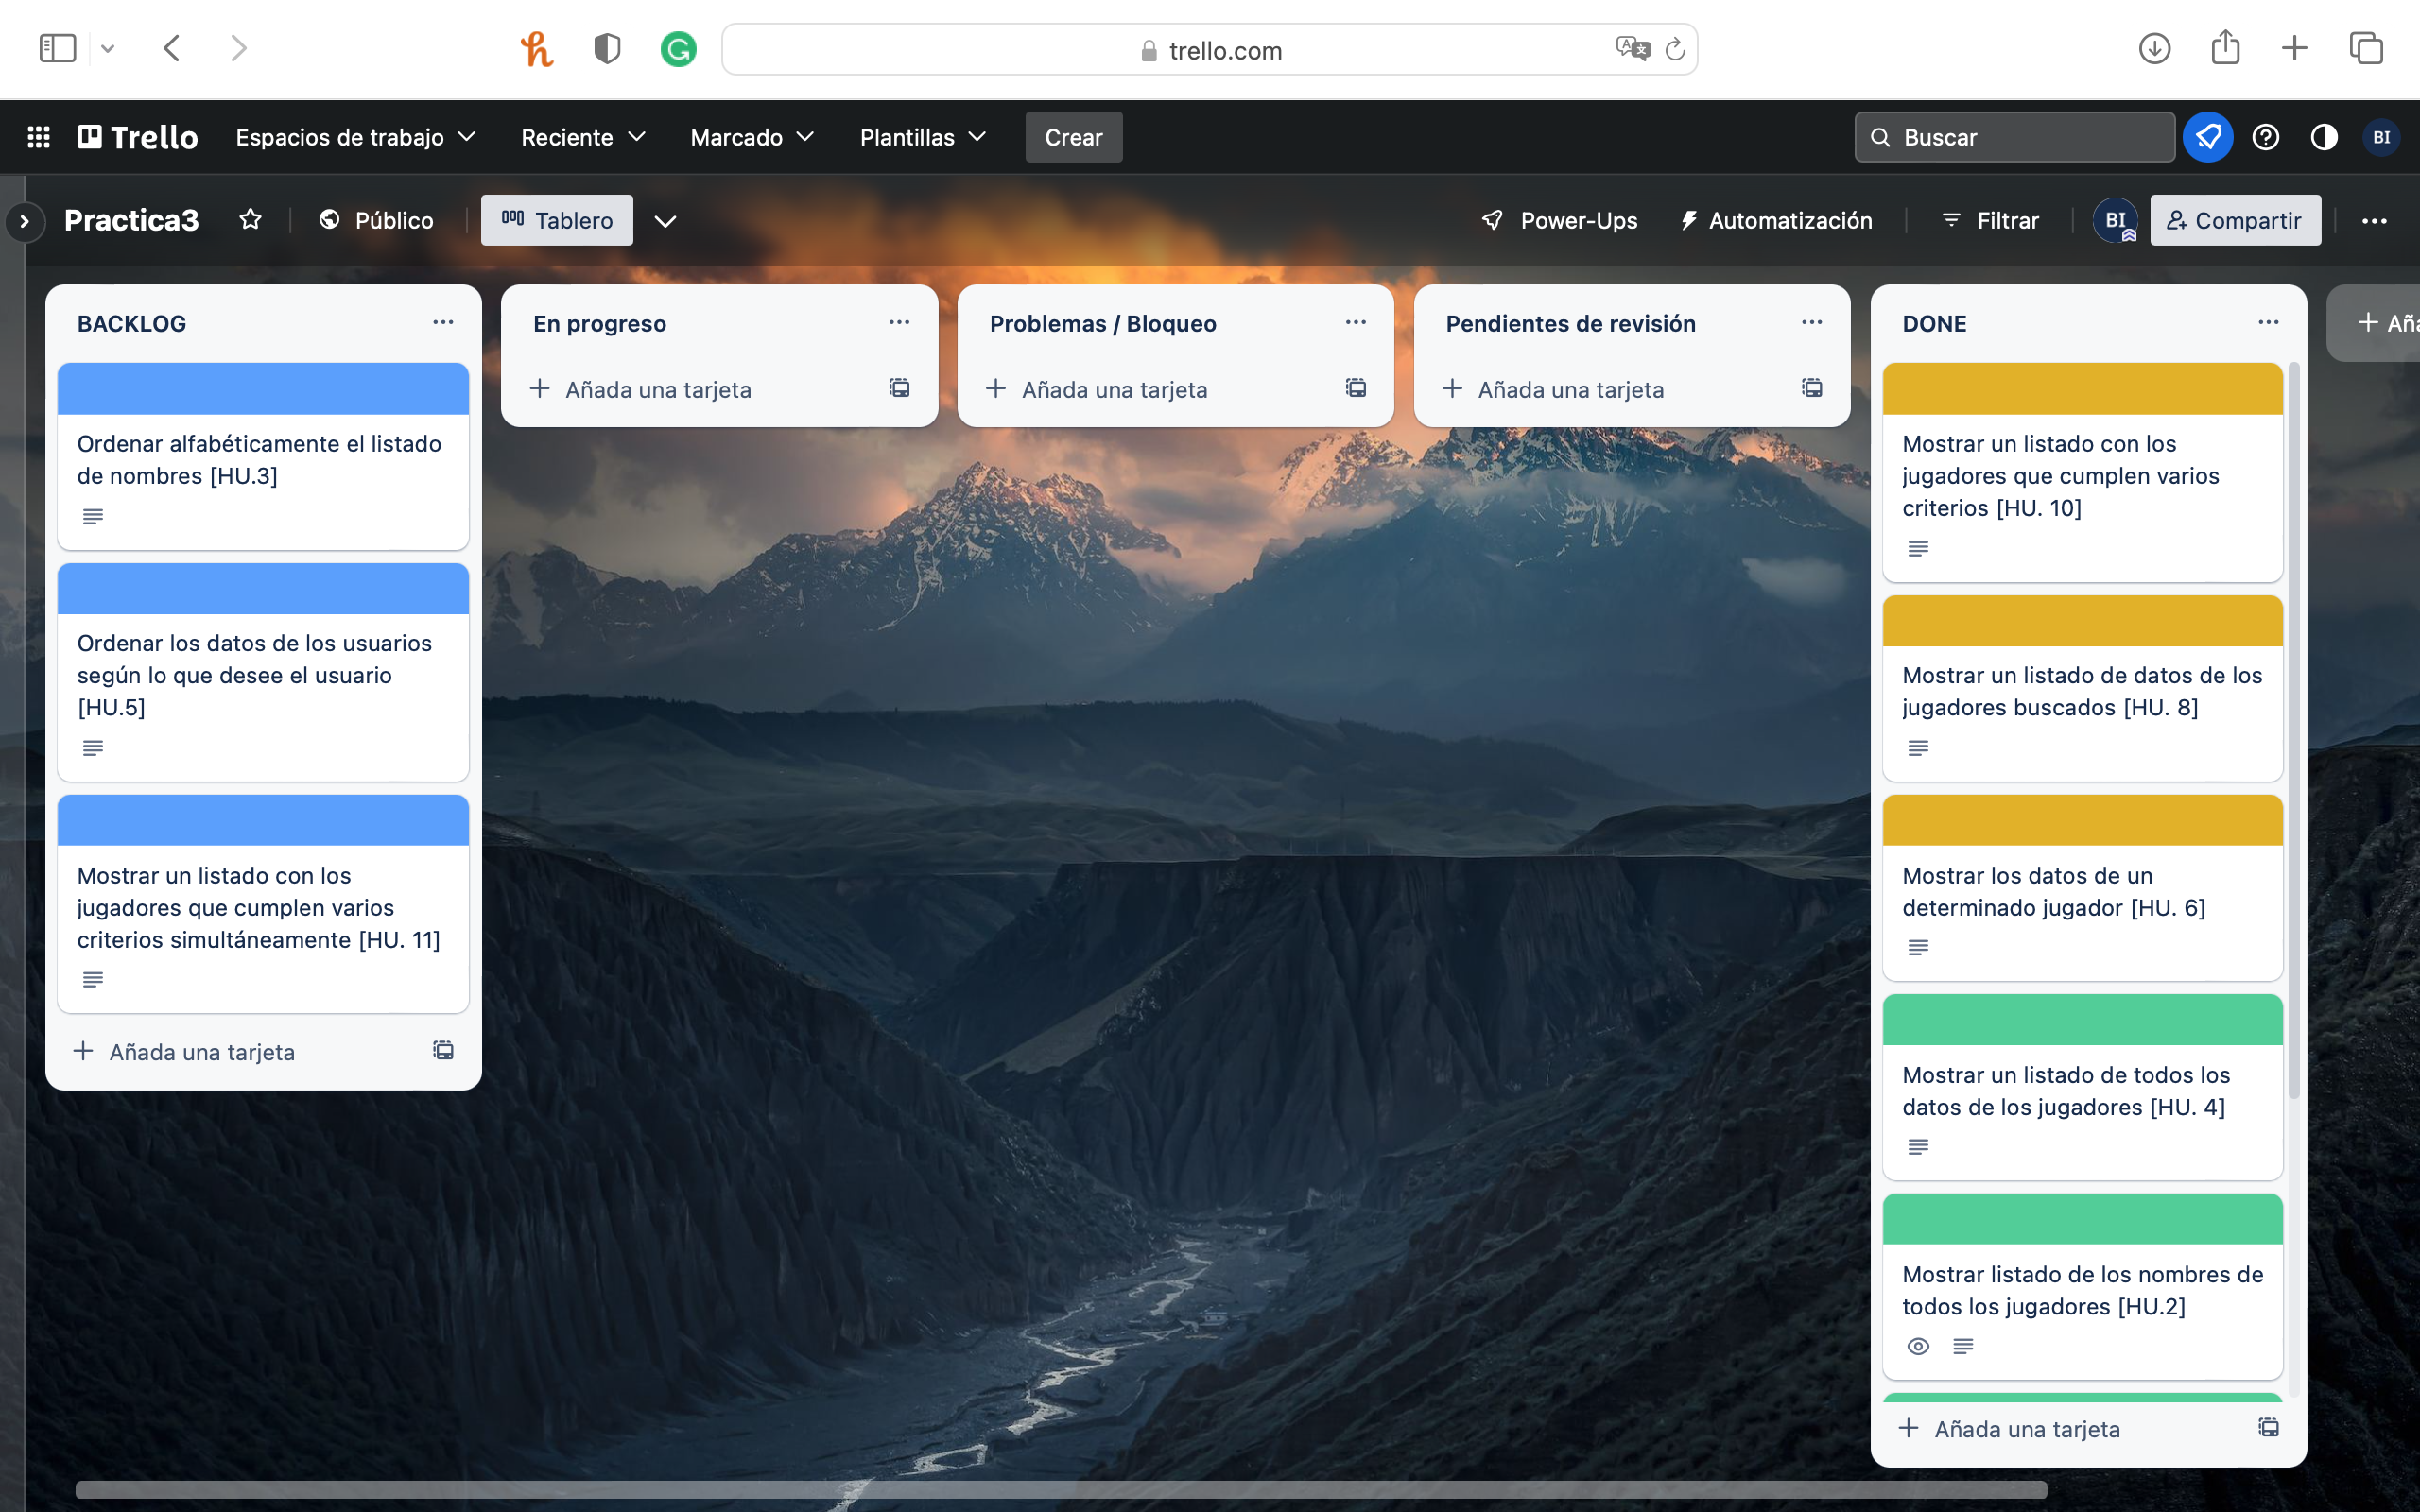 trello.com
Trello Espacios de trabajo Reciente Marcado Plantillas Crear Buscar BI
Practica3 Público Tablero Power-Ups Automatización Filtrar BI Compartir
BACKLOG
Ordenar alfabéticamente el listado
de nombres [HU.3]
Ordenar los datos de los usuarios
según lo que desee el usuario
[HU.5]
Mostrar un listado con los
jugadores que cumplen varios
criterios simultáneamente [HU. 11]
+ Añada una tarjeta
En progreso
+ Añada una tarjeta
Problemas / Bloqueo
+ Añada una tarjeta
Pendientes de revisión
+ Añada una tarjeta
DONE
Mostrar un listado con los
jugadores que cumplen varios
criterios [HU. 10]
Mostrar un listado de datos de los
jugadores buscados [HU. 8]
Mostrar los datos de un
determinado jugador [HU. 6]
Mostrar un listado de todos los
datos de los jugadores [HU. 4]
Mostrar listado de los nombres de
todos los jugadores [HU.2]
+ Añada una tarjeta